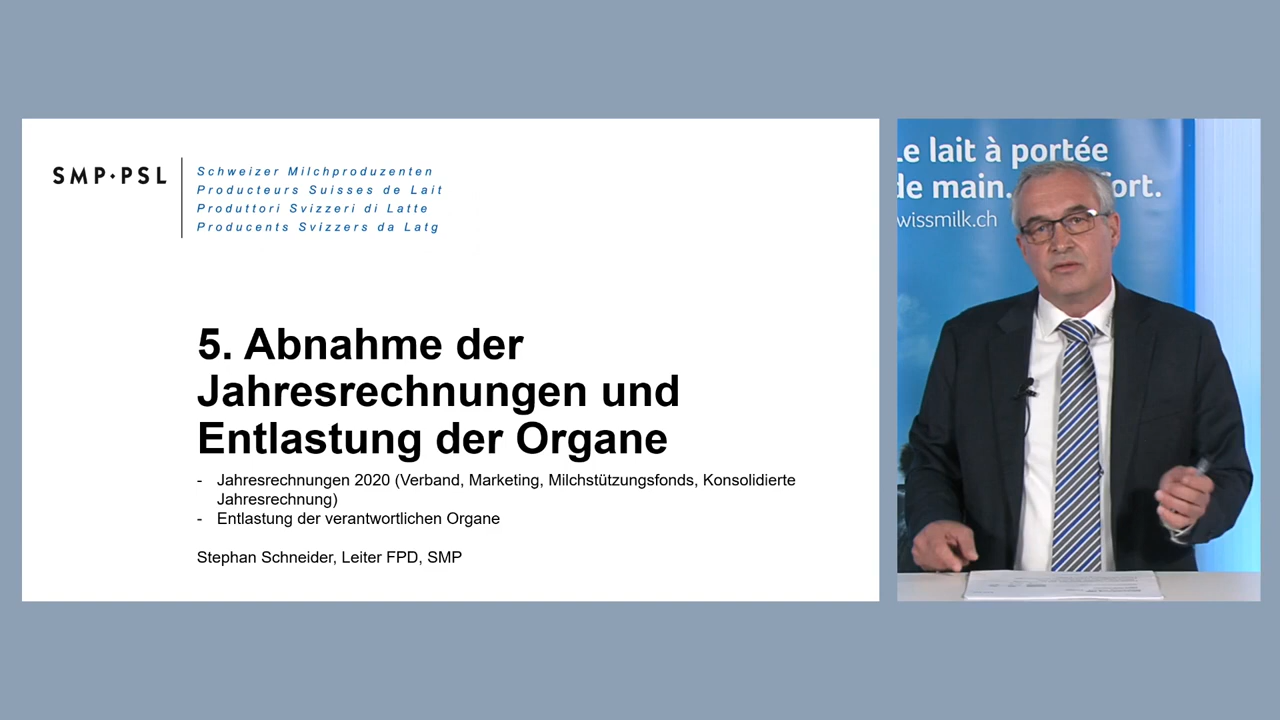 SMP·PSL
Schweizer Milchproduzenten
Producteurs Suisses de Lait
Produttori Svizzeri di Latte
Producents Svizzers da Latg
5. Abnahme der
Jahresrechnungen und
Entlastung der Organe
- Jahresrechnungen 2020 (Verband, Marketing, Milchstützungsfonds, Konsolidierte
Jahresrechnung)
- Entlastung der verantwortlichen Organe
Stephan Schneider, Leiter FPD, SMP
Le lait à portée
de main.
ort.
wissmilk.ch